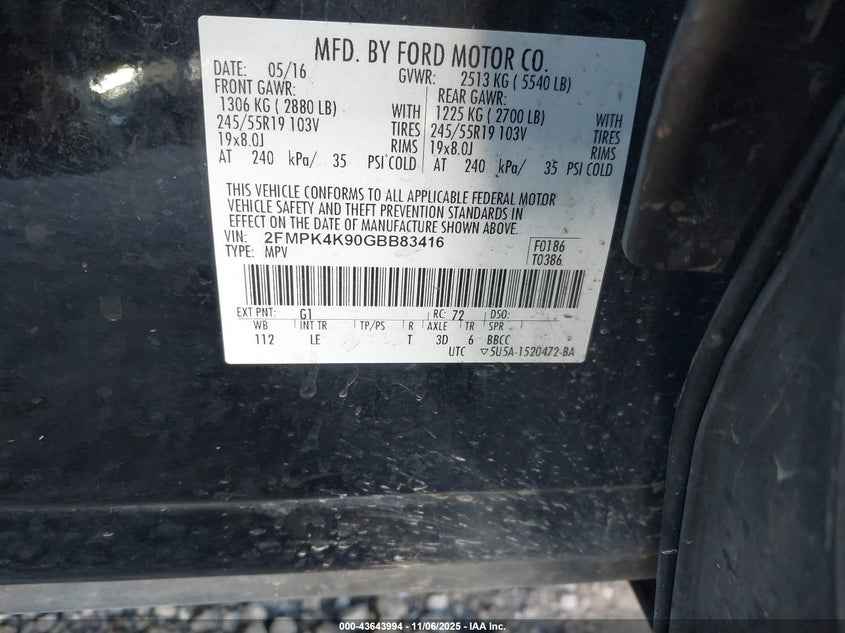 MFD. BY FORD MOTOR CO.
DATE: 05/16 GVWR: 2513 KG ( 5540 LB)
FRONT GAWR: REAR GAWR:
1306 KG ( 2880 LB) WITH 1225 KG ( 2700 LB) WITH
245/55R19 103V TIRES 245/55R19 103V TIRES
19x8.0J RIMS 19x8.0J RIMS
AT 240 kPa/ 35 PSI COLD AT 240 kPa/ 35 PSI COLD
THIS VEHICLE CONFORMS TO ALL APPLICABLE FEDERAL MOTOR
VEHICLE SAFETY AND THEFT PREVENTION STANDARDS IN
EFFECT ON THE DATE OF MANUFACTURE SHOWN ABOVE.
VIN: 2FMPK4K90GBB83416 F0186
TYPE: MPV T0386
EXT PNT: G1 RC: 72 DSO:
WB INT TR TP/PS R AXLE TR SPR
112 LE T 3D 6 BBCC
UTC ▽5U5A-1520472-BA
000-43643994 - 11/06/2025 - IAA Inc.